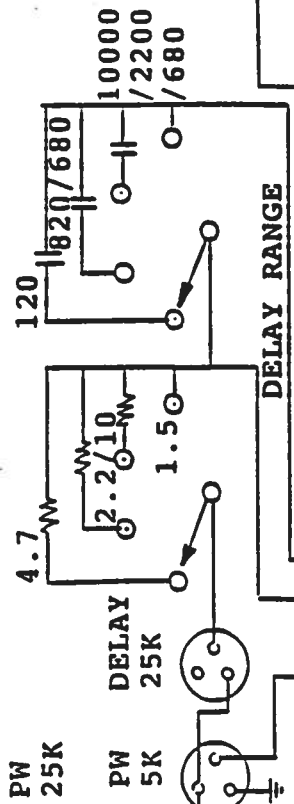 PW
25K
PW
5K
DELAY
25K
4.7
2.2/10
1.5
120
820/680
10000
/2200
/680
DELAY RANGE